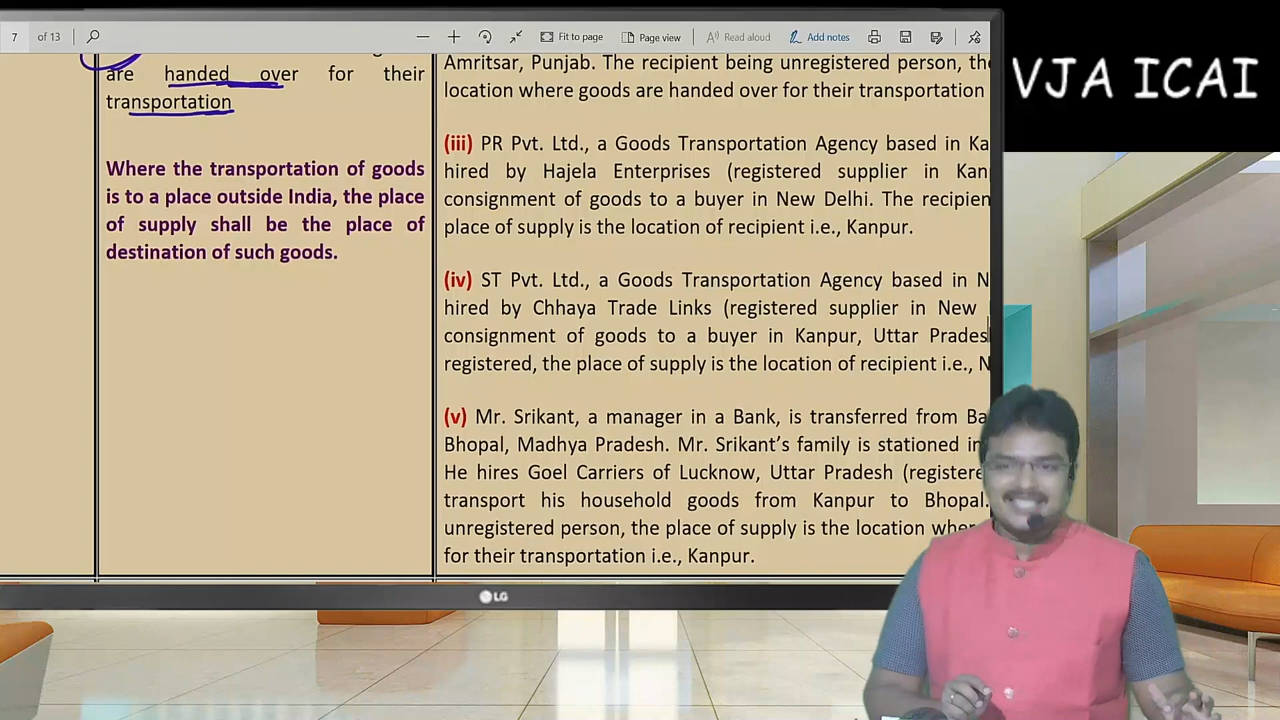 7 of 13
Fit to page
Page view
Read aloud
Add notes
VJA ICAI
are handed over for their
transportation
Where the transportation of goods
is to a place outside India, the place
of supply shall be the place of
destination of such goods.
Amritsar, Punjab. The recipient being unregistered person,
location where goods are handed over for their transportation
(iii) PR Pvt. Ltd., a Goods Transportation Agency based in
hired by Hajela Enterprises (registered supplier in
consignment of goods to a buyer in New Delhi. The
place of supply is the location of recipient i.e., Kanpur.
(iv) ST Pvt. Ltd., a Goods Transportation Agency based in
hired by Chhaya Trade Links (registered supplier in New
consignment of goods to a buyer in Kanpur, Uttar
registered, the place of supply is the location of recipient i.e.,
(v) Mr. Srikant, a manager in a Bank, is transferred from
Bhopal, Madhya Pradesh. Mr. Srikant's family is stationed in
He hires Goel Carriers of Lucknow, Uttar Pradesh
transport his household goods from Kanpur to Bhopal.
unregistered person, the place of supply is the location
for their transportation i.e., Kanpur.
LG